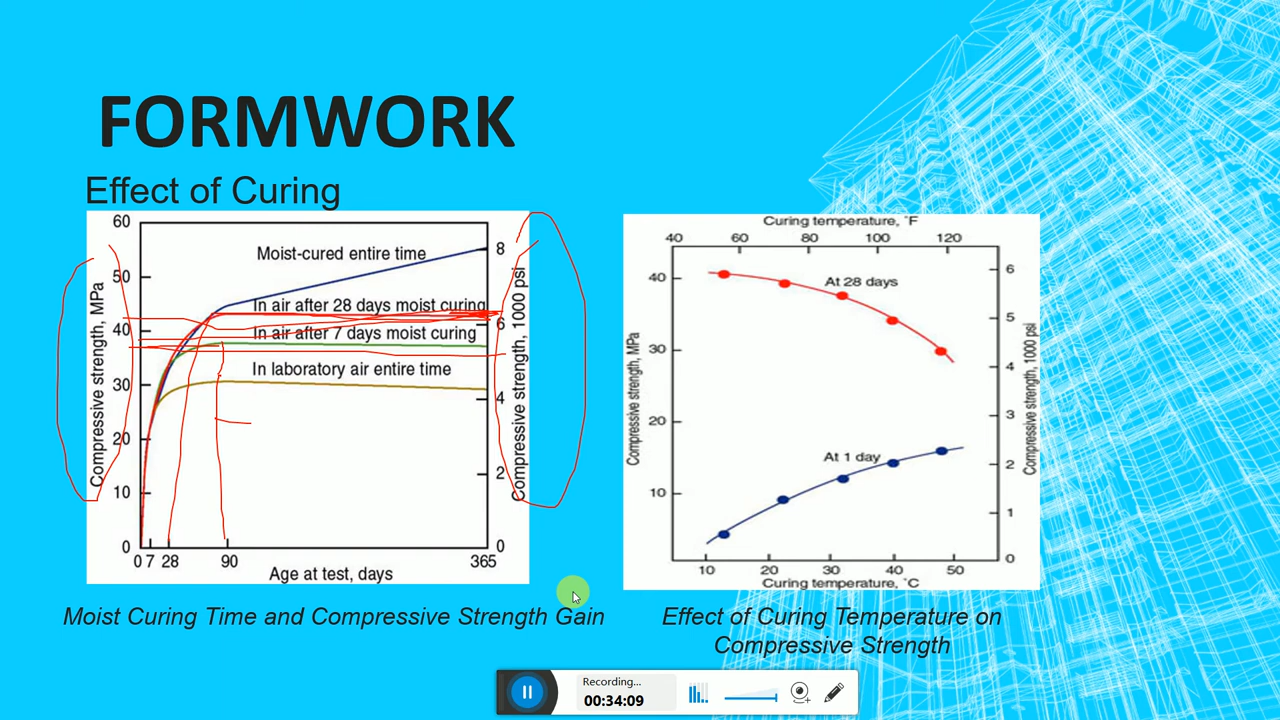 FORMWORK
Effect of Curing
60
50
40
30
20
10
0
Compressive strength, MPa
Moist-cured entire time
In air after 28 days moist curing
In air after 7 days moist curing
In laboratory air entire time
8
6
4
2
0
Compressive strength, 1000 psi
0 7 28 90 365
Age at test, days
Moist Curing Time and Compressive Strength Gain
Curing temperature, °F
40 60 80 100 120
40
30
20
10
Compressive strength, MPa
At 28 days
At 1 day
6
5
4
3
2
1
0
Compressive strength, 1000 psi
10 20 30 40 50
Curing temperature, °C
Effect of Curing Temperature on
Compressive Strength
Recording...
00:34:09